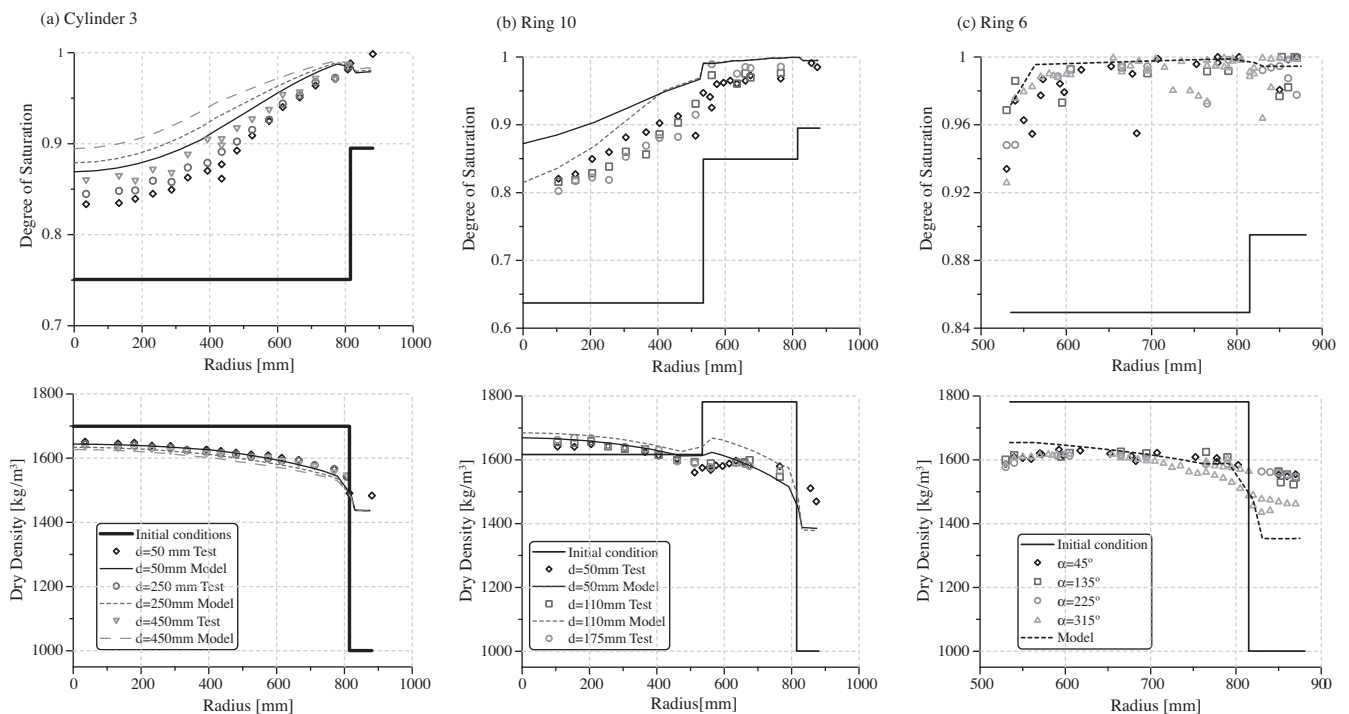 (a) Cylinder 3
(b) Ring 10
(c) Ring 6
Degree of Saturation
1
0.9
0.8
0.7
0 200 400 600 800 1000
Radius [mm]
Degree of Saturation
1
0.9
0.8
0.7
0.6
0 200 400 600 800 1000
Radius [mm]
Degree of Saturation
1
0.96
0.92
0.88
0.84
500 600 700 800 900
Radius [mm]
Dry Density [kg/m³]
1800
1600
1400
1200
1000
Initial conditions
d=50 mm Test
d=50mm Model
d=250 mm Test
d=250mm Model
d=450mm Test
d=450mm Model
0 200 400 600 800 1000
Radius [mm]
Dry Density [kg/m³]
1800
1600
1400
1200
1000
Initial condition
d=50mm Test
d=50mm Model
d=110mm Test
d=110mm Model
d=175mm Test
0 200 400 600 800 1000
Radius[mm]
Dry Density [kg/m³]
1800
1600
1400
1200
1000
Initial condition
α=45º
α=135º
α=225º
α=315º
Model
500 600 700 800 900
Radius [mm]